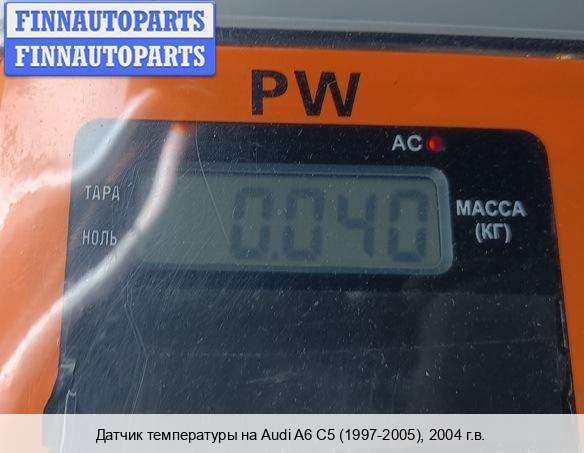 FINNAUTOPARTS
FINNAUTOPARTS
PW
AC
ТАРА
0.040
МАССА
НОЛЬ
(КГ)
Датчик температуры на Audi A6 C5 (1997-2005), 2004 г.в.